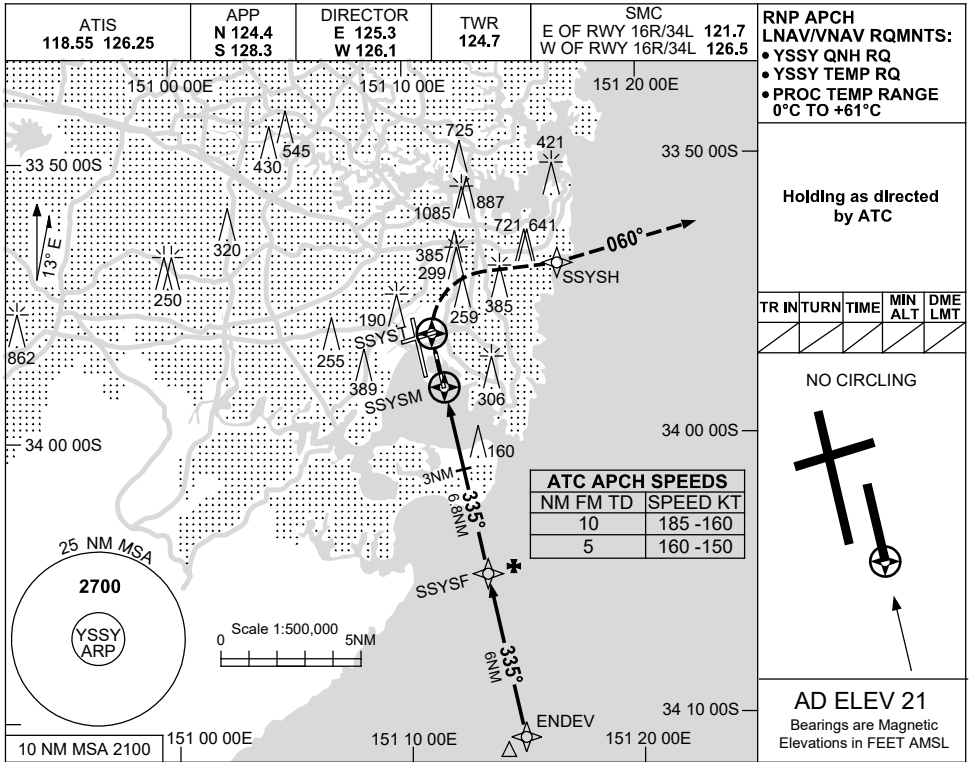 ATIS
118.55 126.25
APP
N 124.4
S 128.3
DIRECTOR
E 125.3
W 126.1
TWR
124.7
SMC
E OF RWY 16R/34L 121.7
W OF RWY 16R/34L 126.5
RNP APCH
LNAV/VNAV RQMNTS:
• YSSY QNH RQ
• YSSY TEMP RQ
• PROC TEMP RANGE
0°C TO +61°C
Holding as directed
by ATC
TR IN
TURN
TIME
MIN
ALT
DME
LMT
NO CIRCLING
AD ELEV 21
Bearings are Magnetic
Elevations in FEET AMSL
151 00 00E
151 10 00E
151 20 00E
33 50 00S
33 50 00S
545
430
725
421
887
1085
721
641
060°
SSYSH
13° E
320
385
299
385
250
259
190
SSYST
862
255
389
306
SSYSM
34 00 00S
34 00 00S
160
3NM
335°
6.8NM
ATC APCH SPEEDS
NM FM TD SPEED KT
10 185 -160
5 160 -150
25 NM MSA
2700
YSSY
ARP
SSYSF
Scale 1:500,000
0 5NM
335°
6NM
34 10 00S
ENDEV
10 NM MSA 2100
151 00 00E
151 10 00E
151 20 00E